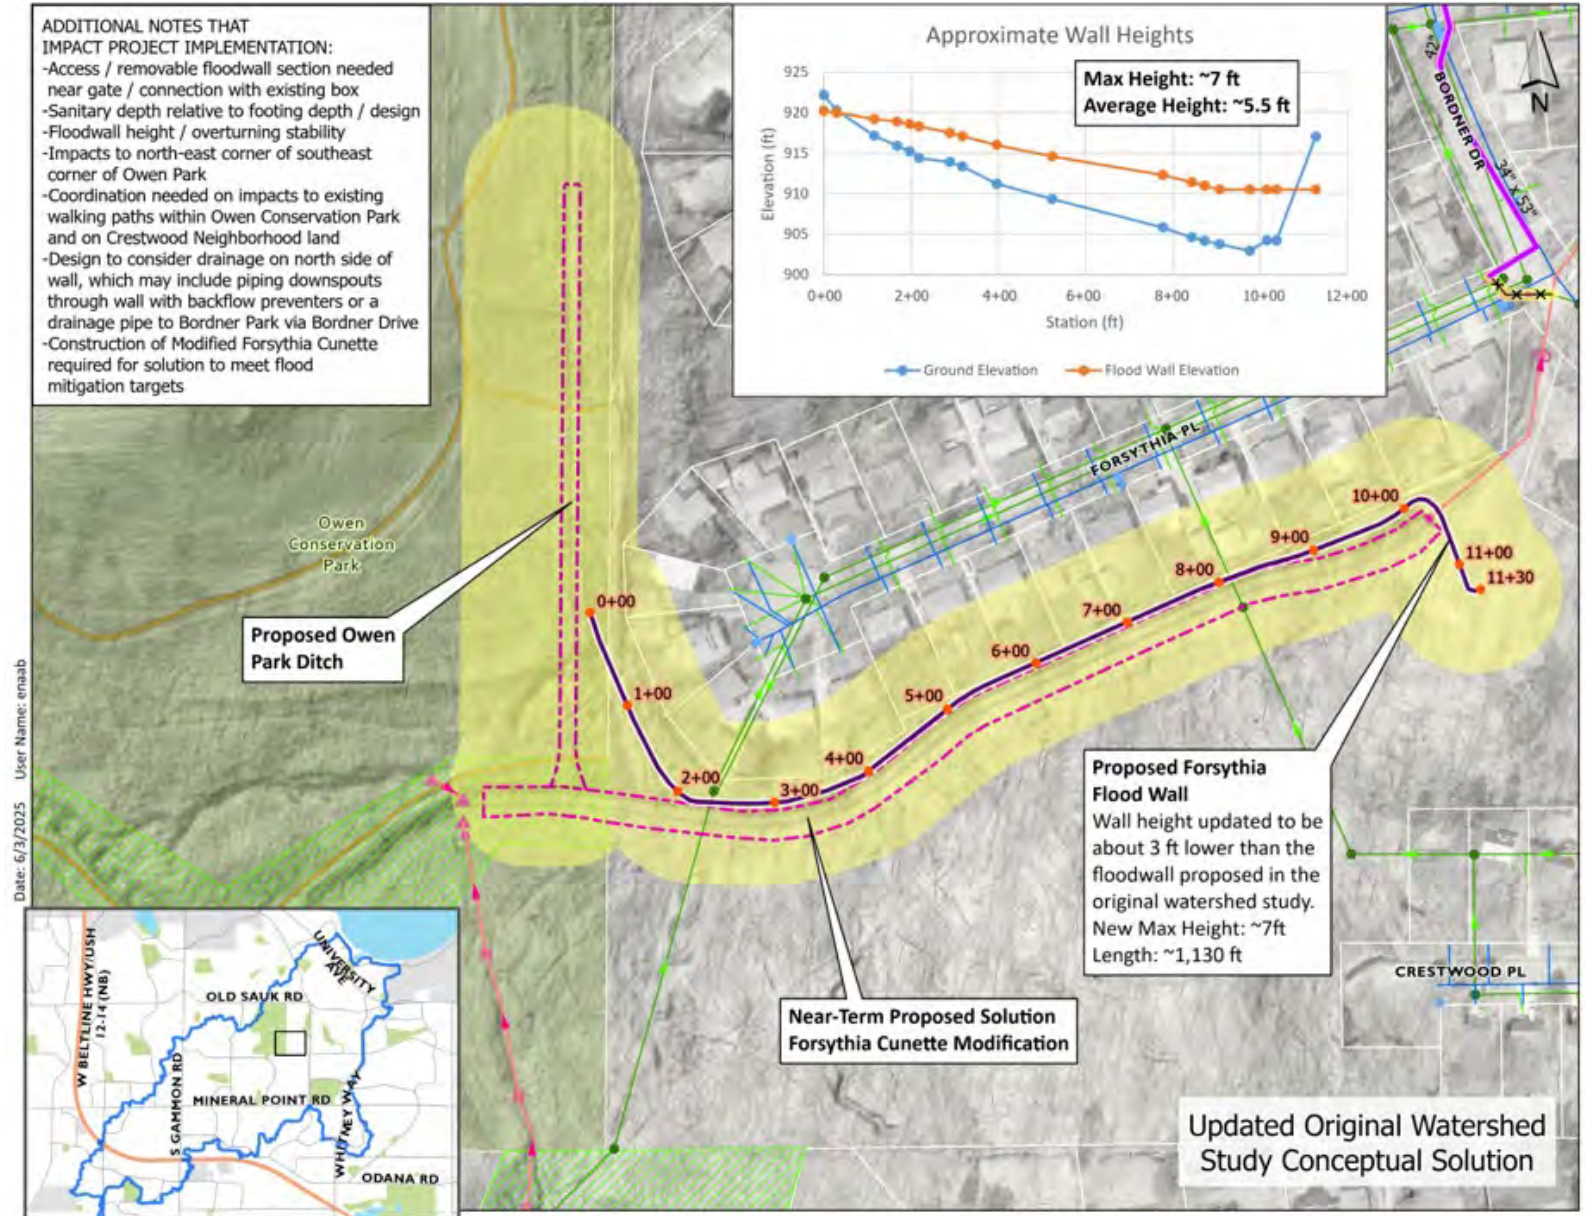 ADDITIONAL NOTES THAT
IMPACT PROJECT IMPLEMENTATION:
-Access / removable floodwall section needed
near gate / connection with existing box
-Sanitary depth relative to footing depth / design
-Floodwall height / overturning stability
-Impacts to north-east corner of southeast
corner of Owen Park
-Coordination needed on impacts to existing
walking paths within Owen Conservation Park
and on Crestwood Neighborhood land
-Design to consider drainage on north side of
wall, which may include piping downspouts
through wall with backflow preventers or a
drainage pipe to Bordner Park via Bordner Drive
-Construction of Modified Forsythia Cunette
required for solution to meet flood
mitigation targets
Approximate Wall Heights
Max Height: ~7 ft
Average Height: ~5.5 ft
Elevation (ft)
925
920
915
910
905
900
0+00
2+00
4+00
6+00
8+00
10+00
12+00
Station (ft)
Ground Elevation
Flood Wall Elevation
42"
BORDNER DR
34" X 53"
N
FORSYTHIA PL
Owen
Conservation
Park
Proposed Owen
Park Ditch
0+00
1+00
2+00
3+00
4+00
5+00
6+00
7+00
8+00
9+00
10+00
11+00
11+30
Proposed Forsythia
Flood Wall
Wall height updated to be
about 3 ft lower than the
floodwall proposed in the
original watershed study.
New Max Height: ~7ft
Length: ~1,130 ft
CRESTWOOD PL
Near-Term Proposed Solution
Forsythia Cunette Modification
Updated Original Watershed
Study Conceptual Solution
Date: 6/3/2025 User Name: enaab
W BELTLINE HWY/USH
12-14 (NB)
UNIVERSITY
AVE
OLD SAUK RD
S GAMMON RD
MINERAL POINT RD
WHITNEY WAY
ODANA RD